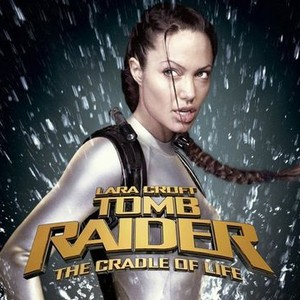 LARA CROFT
TOMB
RAIDER
THE CRADLE OF LIFE